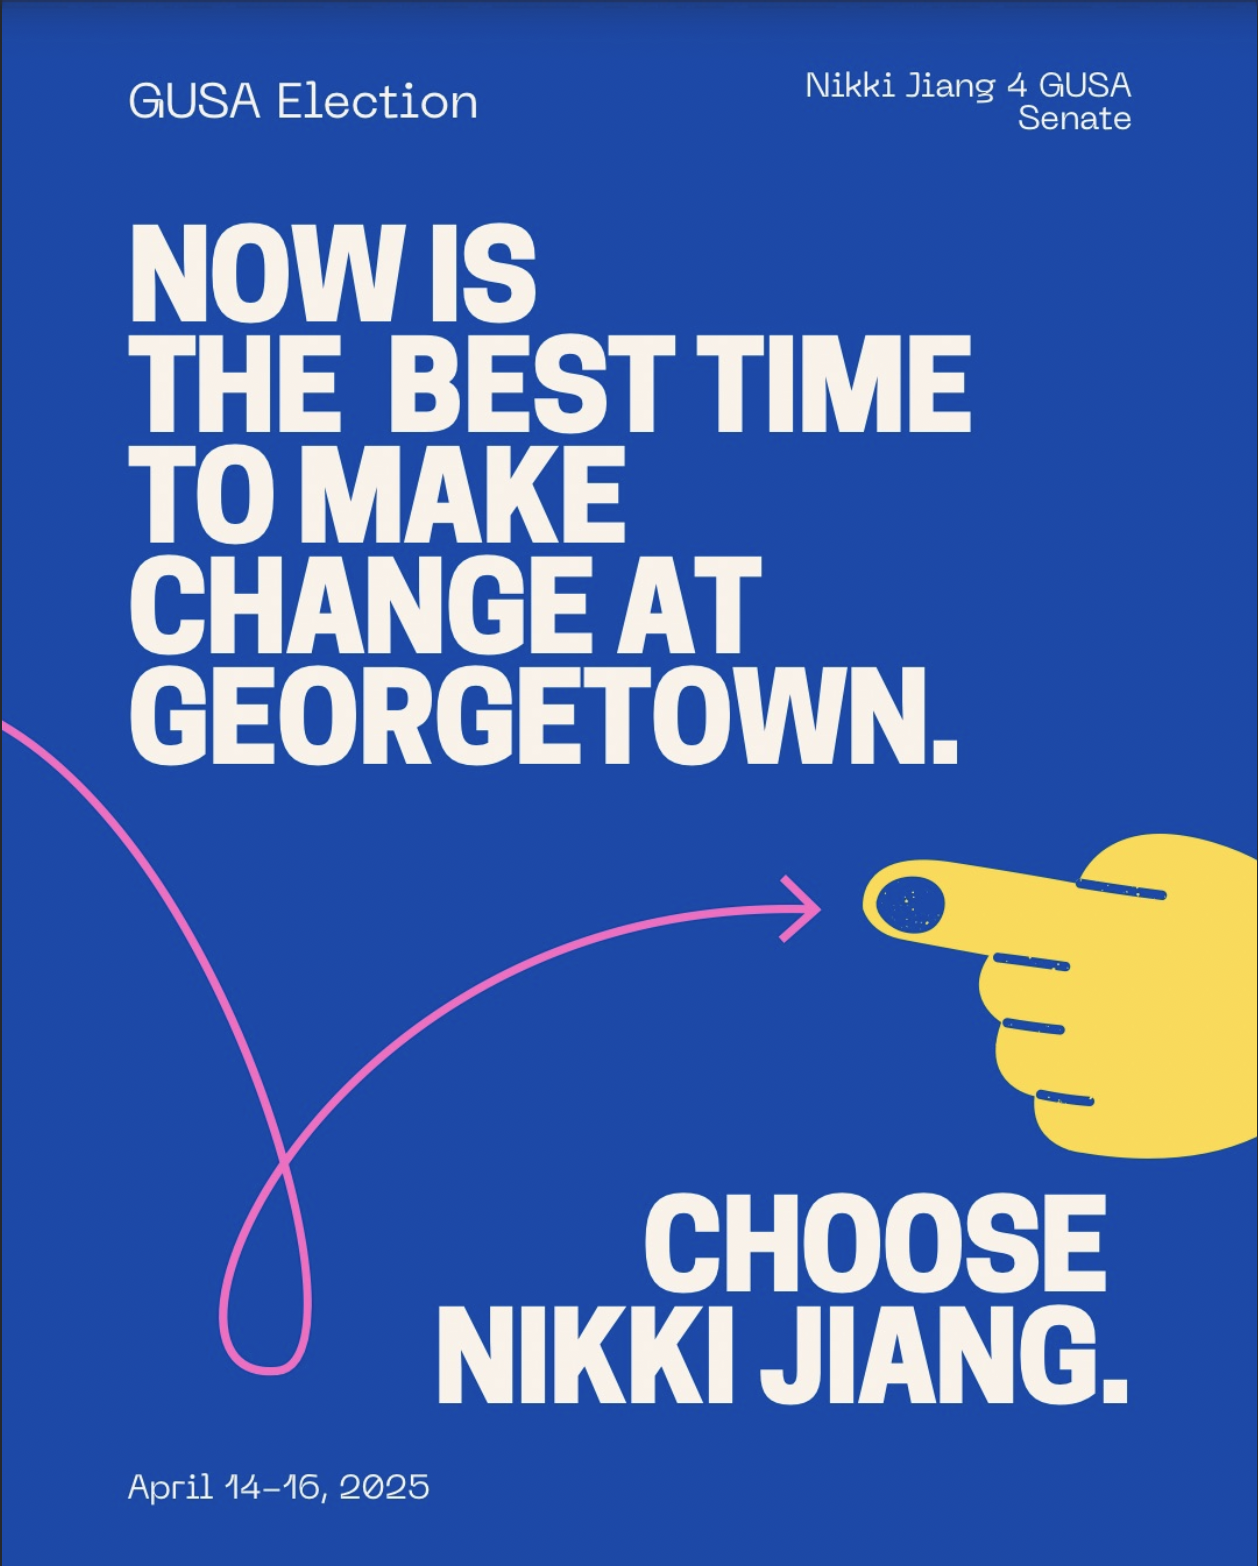 GUSA Election
Nikki Jiang 4 GUSA
Senate
NOW IS
THE BEST TIME
TO MAKE
CHANGE AT
GEORGETOWN.
CHOOSE
NIKKI JIANG.
April 14–16, 2025